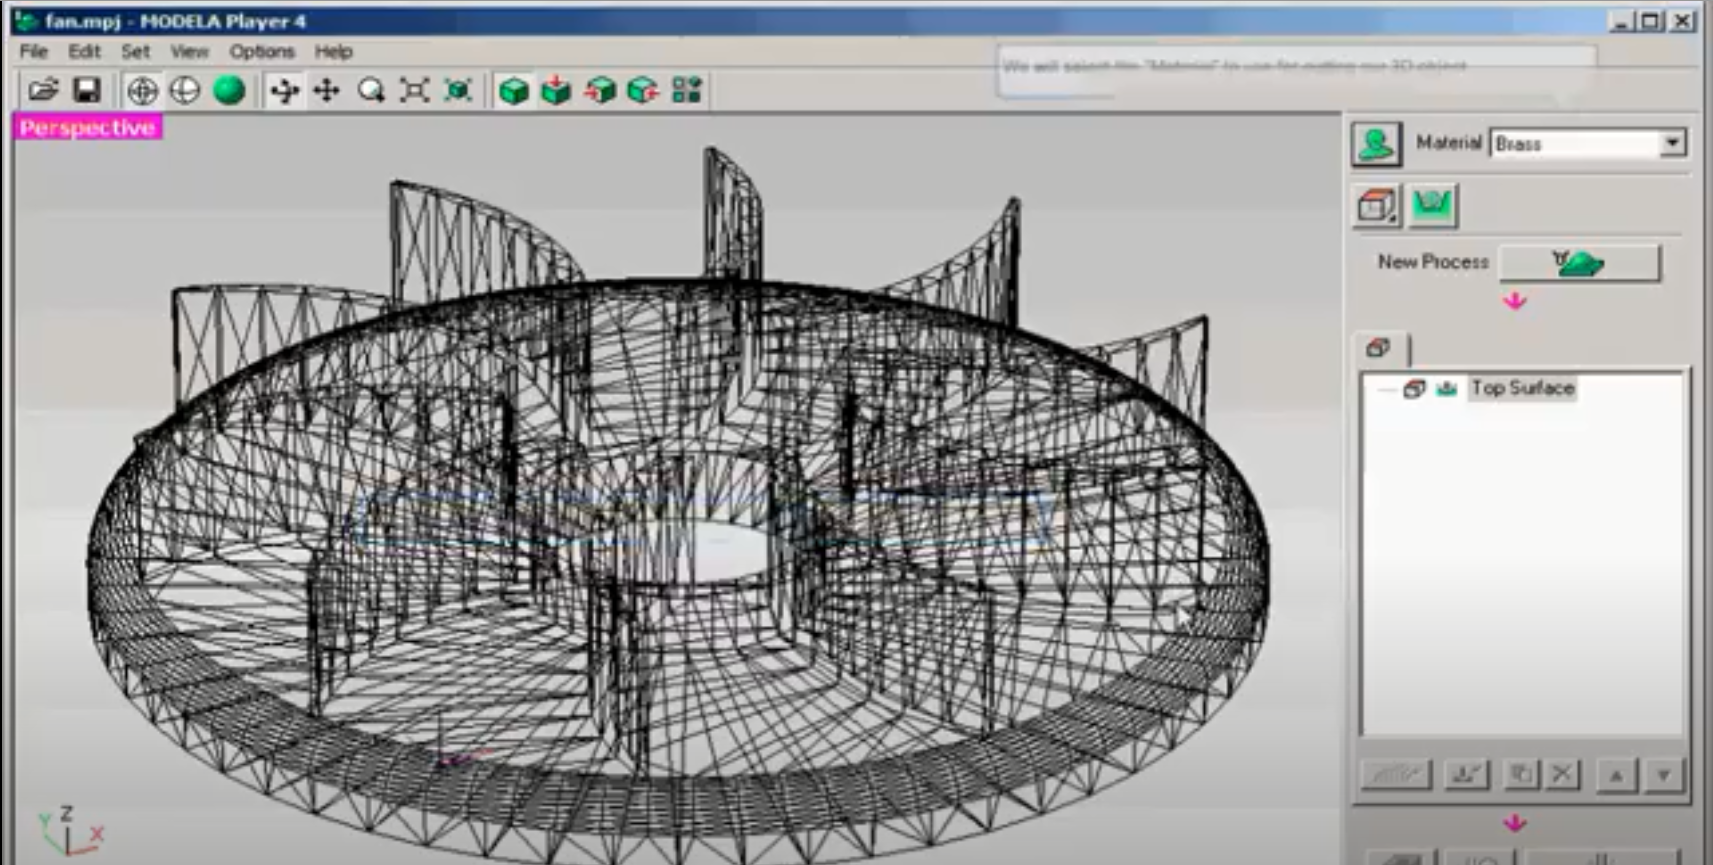 fan.mpj - MODELA Player 4
File Edit Set View Options Help
We will select the "Material" to use for cutting our 3D object
Perspective
Material Brass
New Process
Top Surface
Z
Y
X